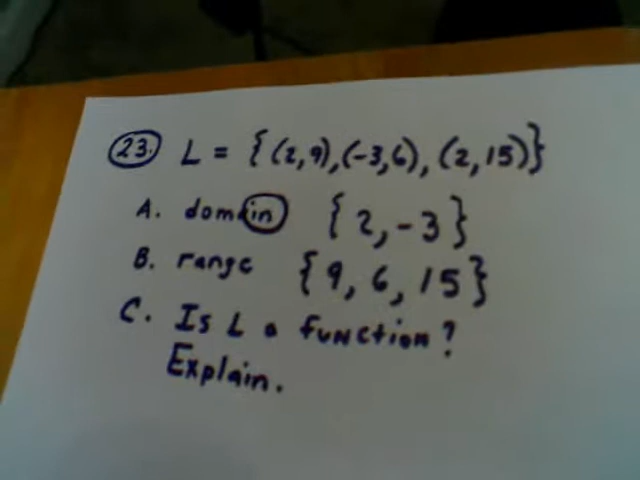 23. L = {(2,9),(-3,6),(2,15)}
A. domain {2,-3}
B. range {9,6,15}
C. Is L a function?
Explain.